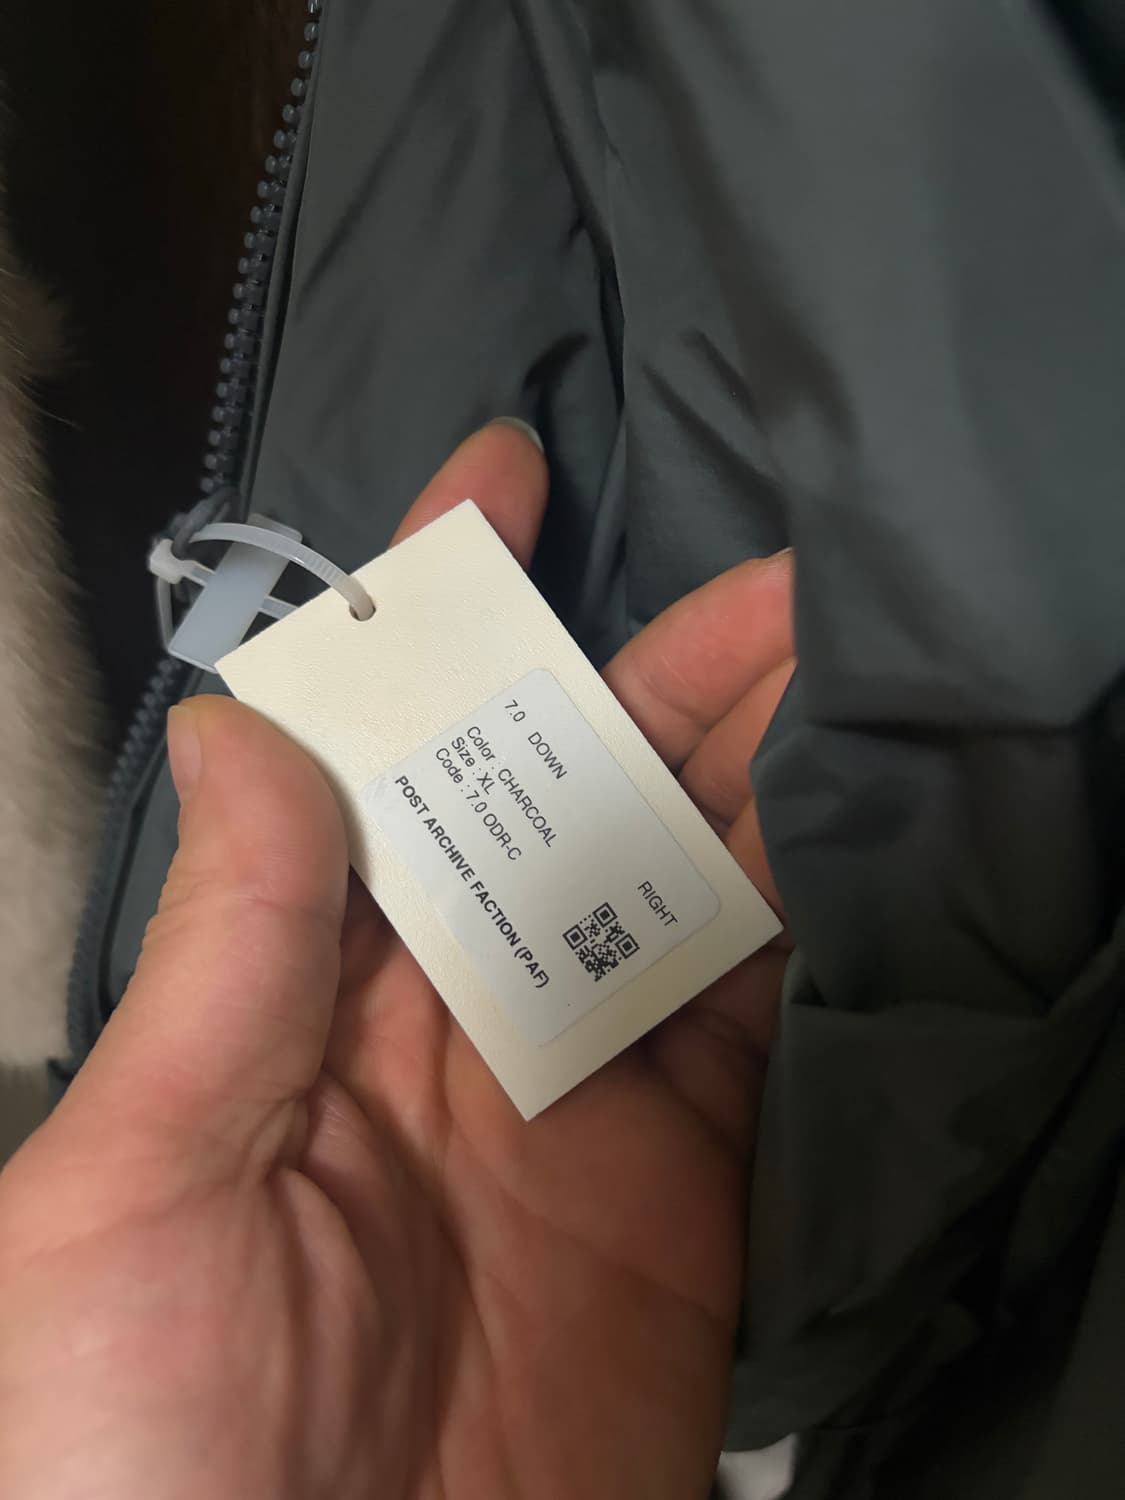 7.0 DOWN RIGHT
Color : CHARCOAL
Size : XL
Code : 7.0 ODR-C
POST ARCHIVE FACTION (PAF)